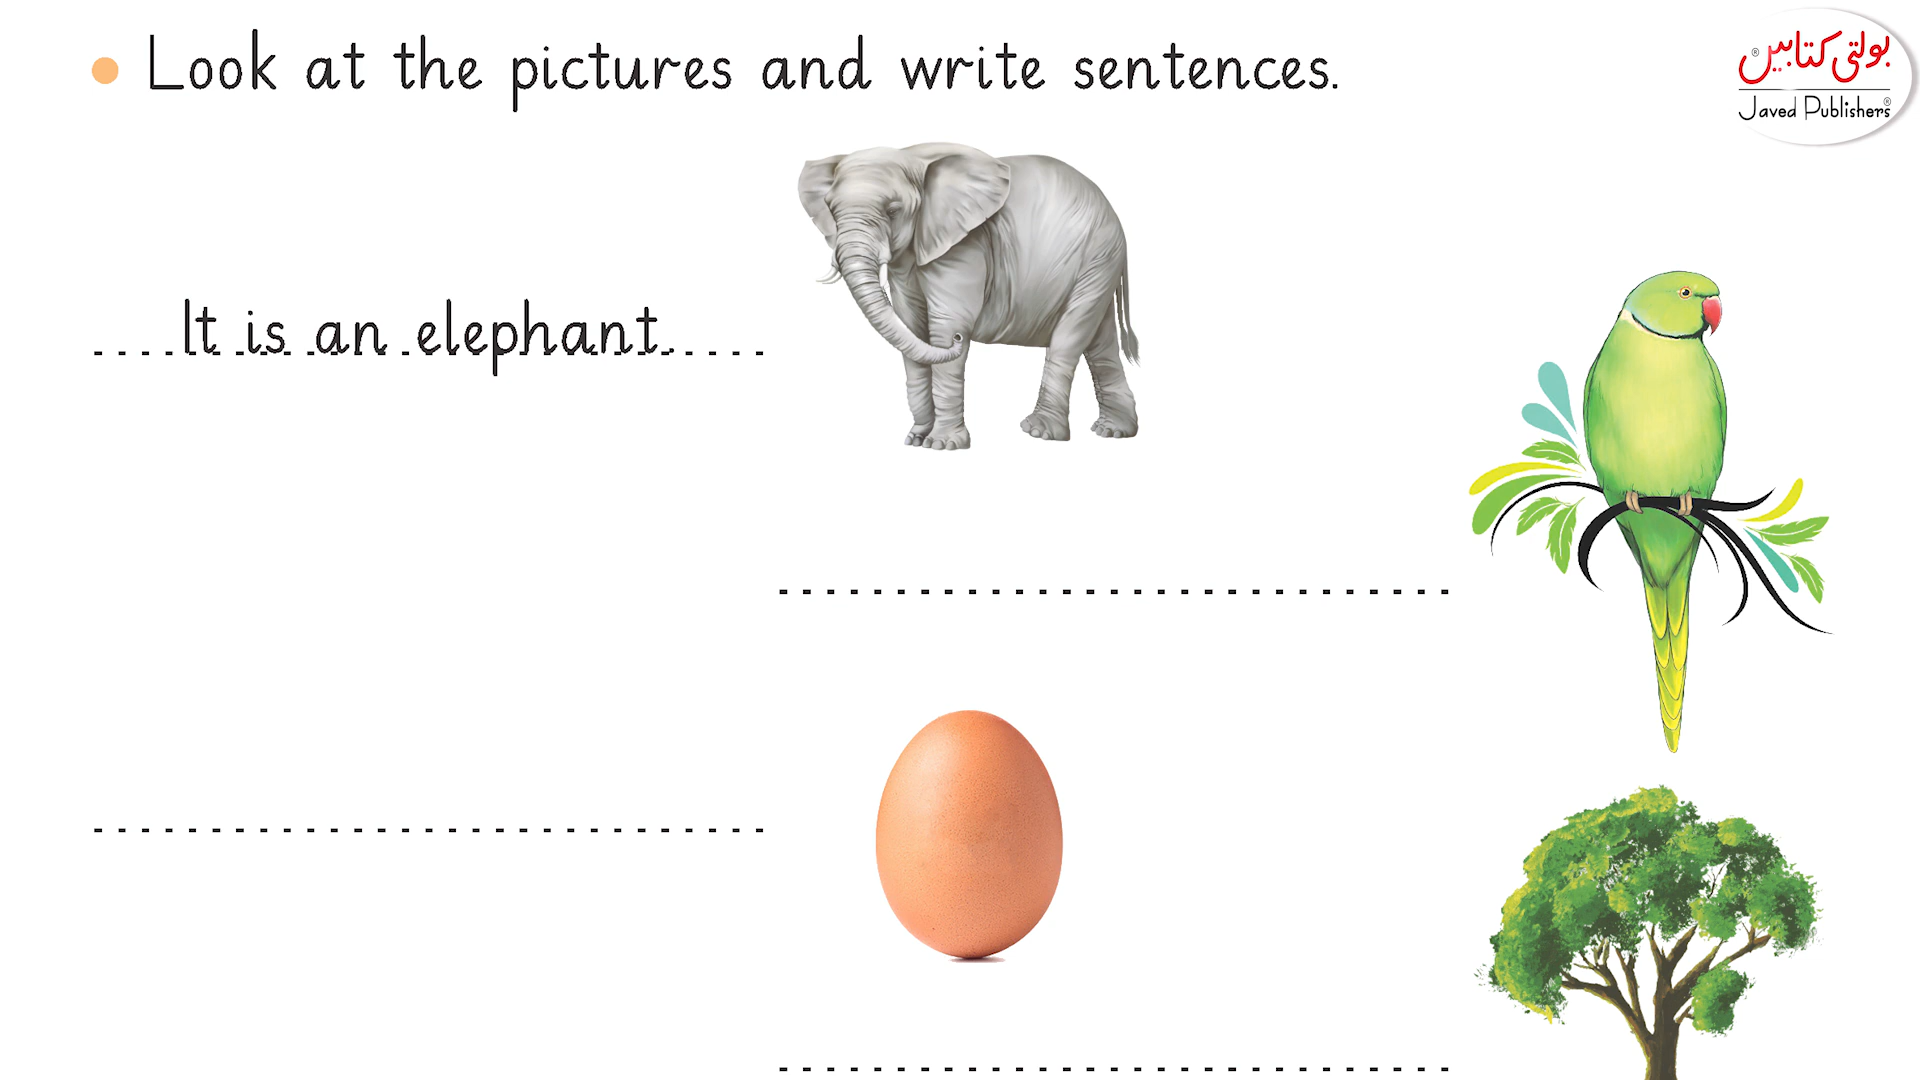 Look at the pictures and write sentences.
بولتی کتابیں®
Javed Publishers®
It is an elephant.